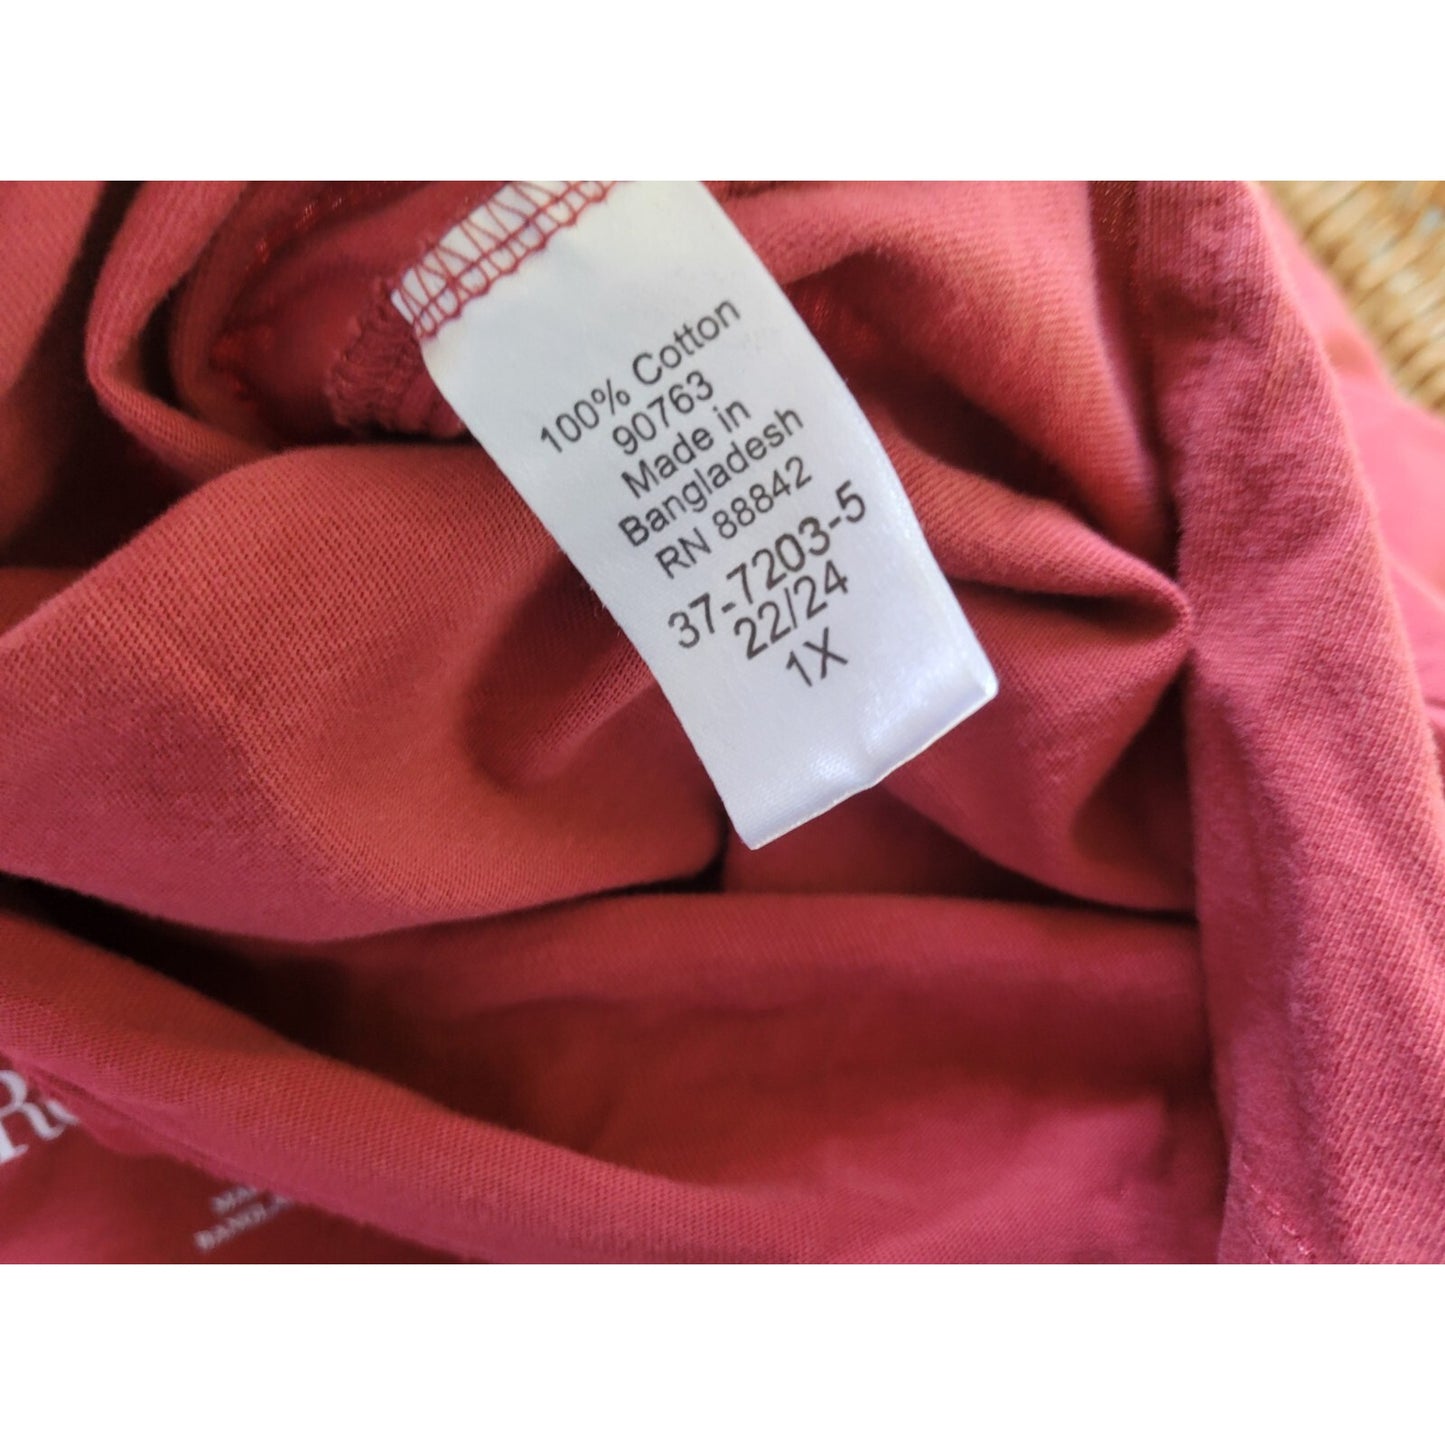 100% Cotton
90763
Made in
Bangladesh
RN 88842
37-7203-5
22/24
1X